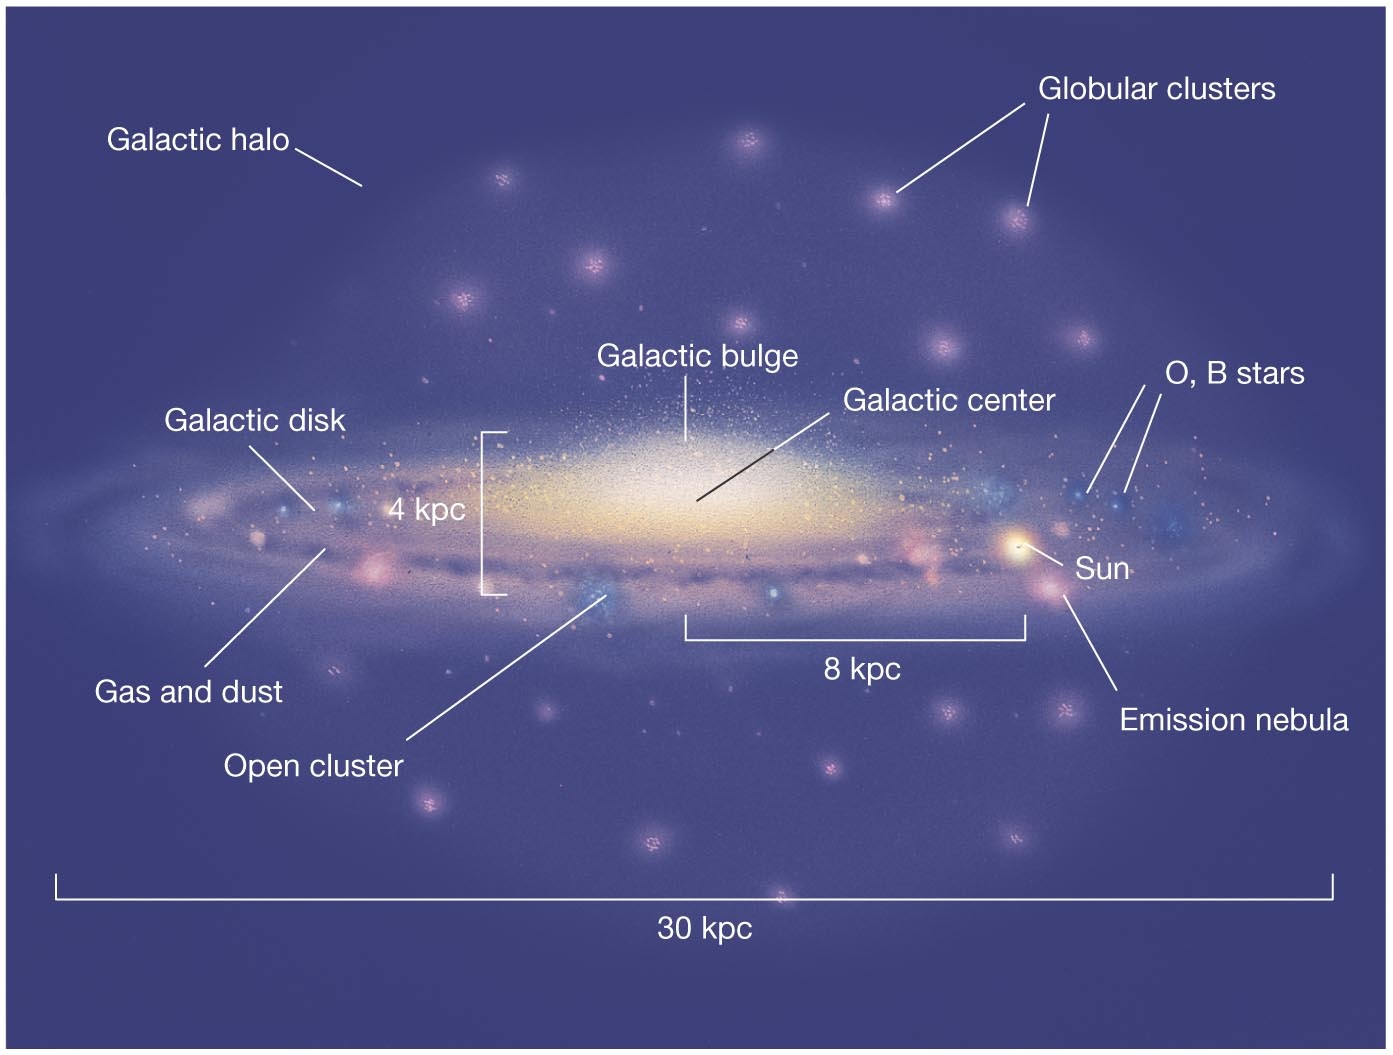 Globular clusters
Galactic halo
Galactic bulge
O, B stars
Galactic center
Galactic disk
4 kpc
Sun
8 kpc
Gas and dust
Emission nebula
Open cluster
30 kpc